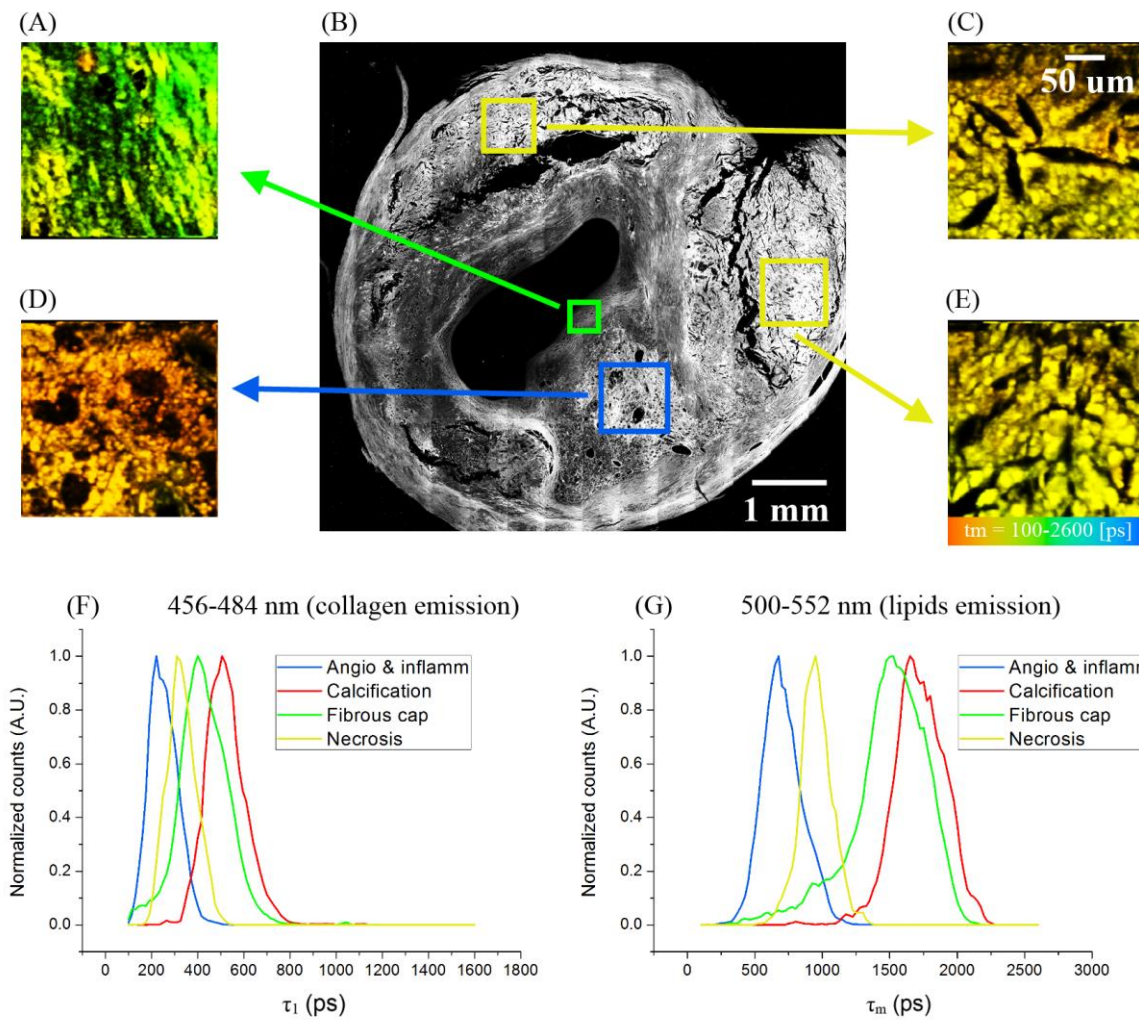 (A)
(B)
(C)
50 um
(D)
(E)
1 mm
tm = 100-2600 [ps]
(F) 456-484 nm (collagen emission)
Normalized counts (A.U.)
1.0
0.8
0.6
0.4
0.2
0.0
Angio & inflamm
Calcification
Fibrous cap
Necrosis
0 200 400 600 800 1000 1200 1400 1600 1800
τ1 (ps)
(G) 500-552 nm (lipids emission)
Normalized counts (A.U.)
1.0
0.8
0.6
0.4
0.2
0.0
Angio & inflamm
Calcification
Fibrous cap
Necrosis
0 500 1000 1500 2000 2500 3000
τm (ps)